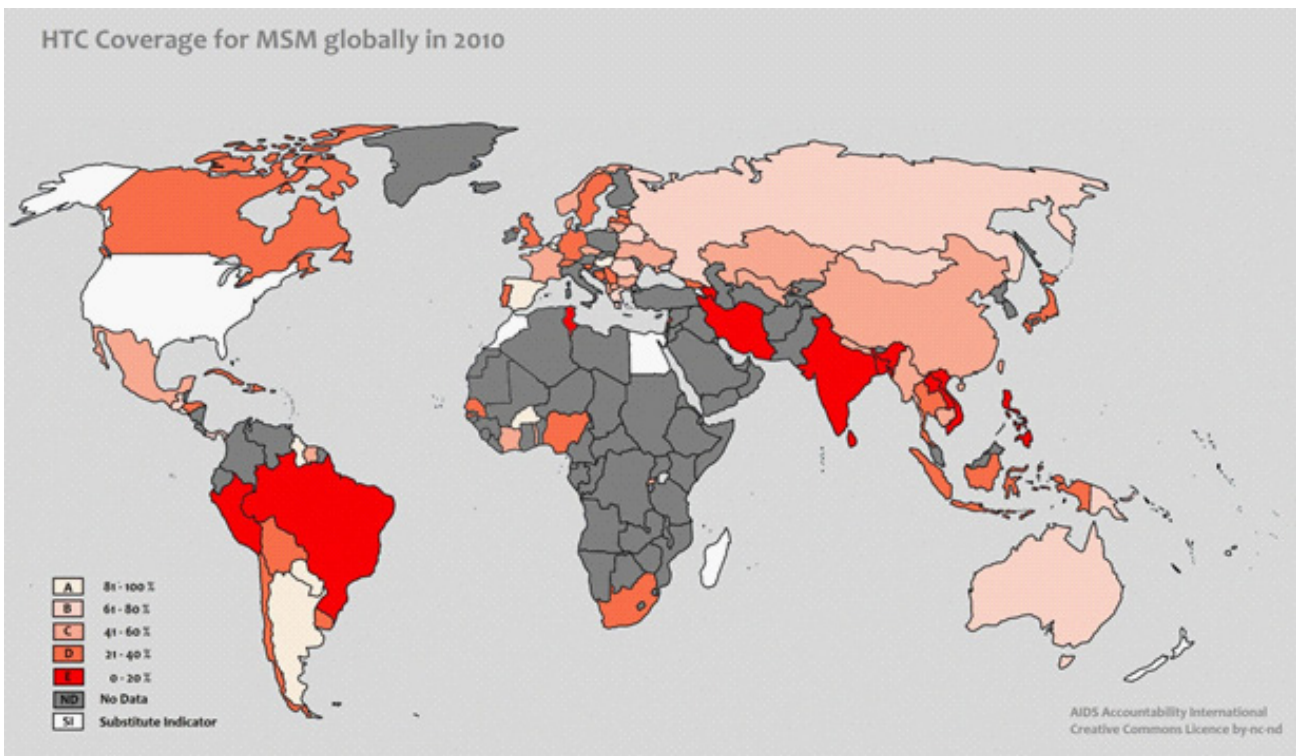 HTC Coverage for MSM globally in 2010
A 81 - 100 %
B 61 - 80 %
C 41 - 60 %
D 21 - 40 %
E 0 - 20 %
ND No Data
SI Substitute Indicator
AIDS Accountability International
Creative Commons Licence by-nc-nd